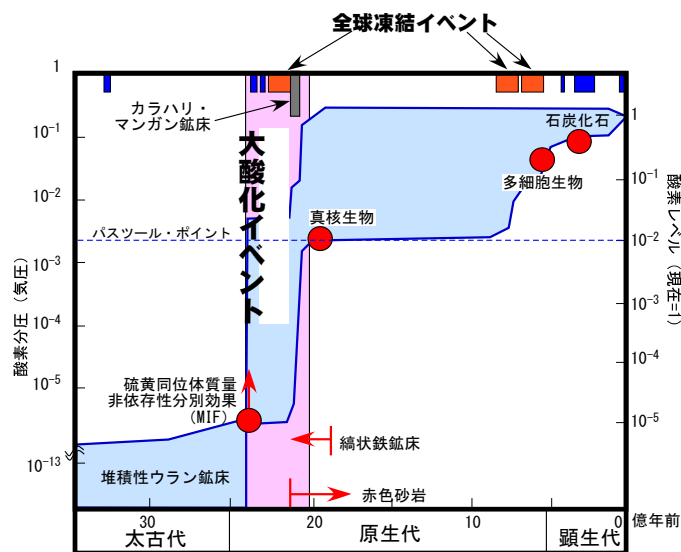 全球凍結イベント
1
カラハリ・
マンガン鉱床
10-1
10-2
10-3
10-4
10-5
10-13
酸素分圧（気圧）
大酸化イベント
パスツール・ポイント
真核生物
石炭化石
多細胞生物
1
10-1
10-2
10-3
10-4
10-5
酸素レベル（現在=1）
硫黄同位体質量
非依存性分別効果
（MIF）
縞状鉄鉱床
堆積性ウラン鉱床
赤色砂岩
30
20
10
0
億年前
太古代
原生代
顕生代